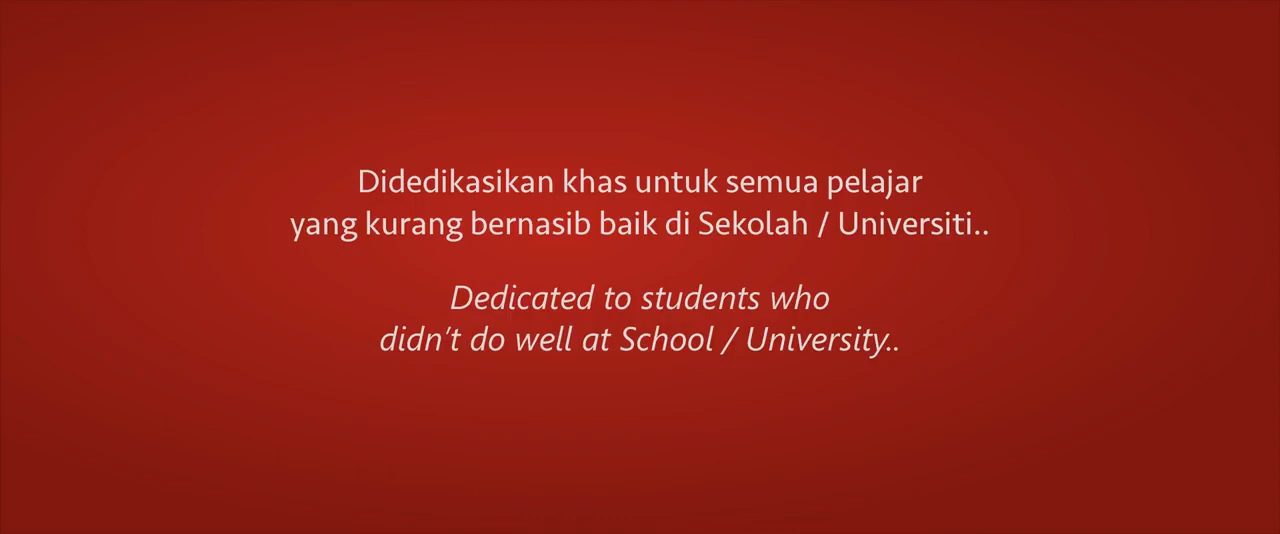 Didedikasikan khas untuk semua pelajar
yang kurang bernasib baik di Sekolah / Universiti..
Dedicated to students who
didn't do well at School / University..